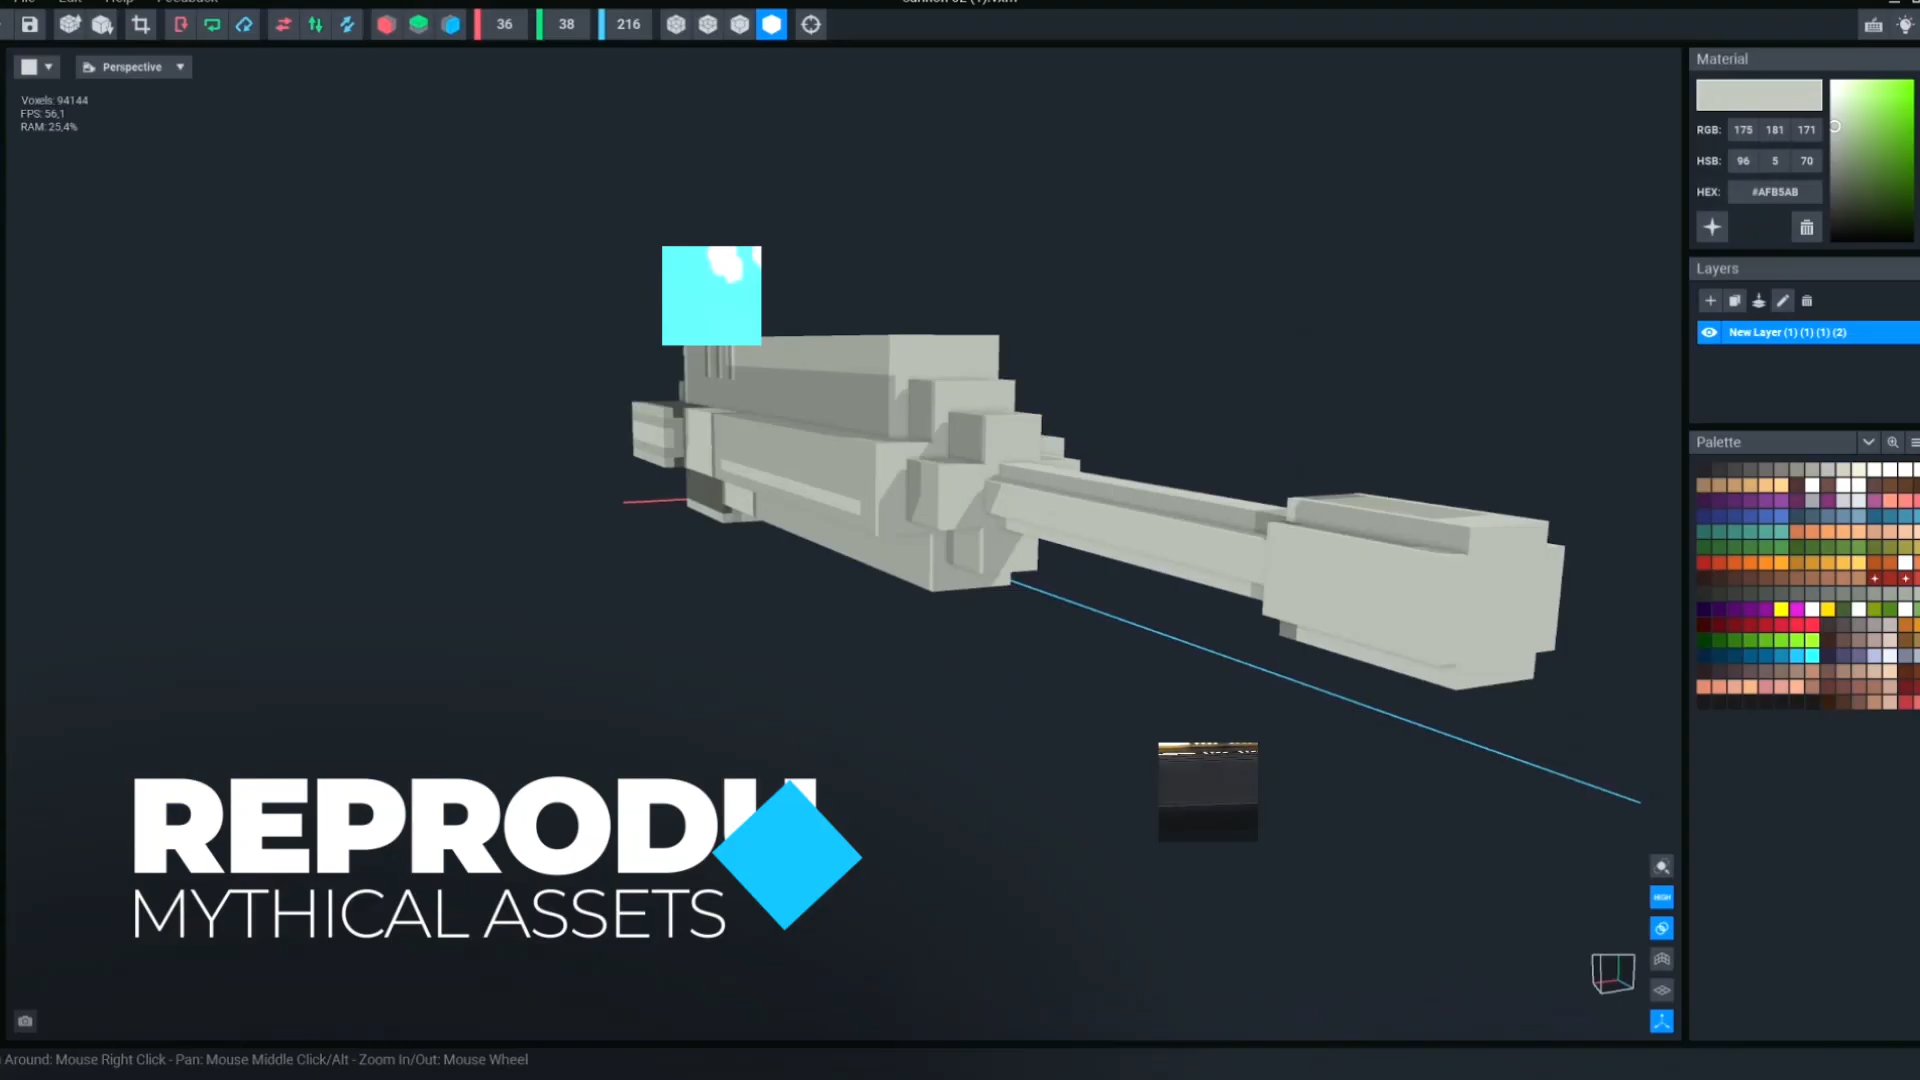 36
38
216
Perspective
Voxels: 94144
FPS: 56,1
RAM: 25,4%
Material
RGB: 175 181 171
HSB: 96 5 70
HEX: #AFB5AB
Layers
New Layer (1) (1) (1) (2)
Palette
REPRODU
MYTHICAL ASSETS
HIGH
Around: Mouse Right Click - Pan: Mouse Middle Click/Alt - Zoom In/Out: Mouse Wheel